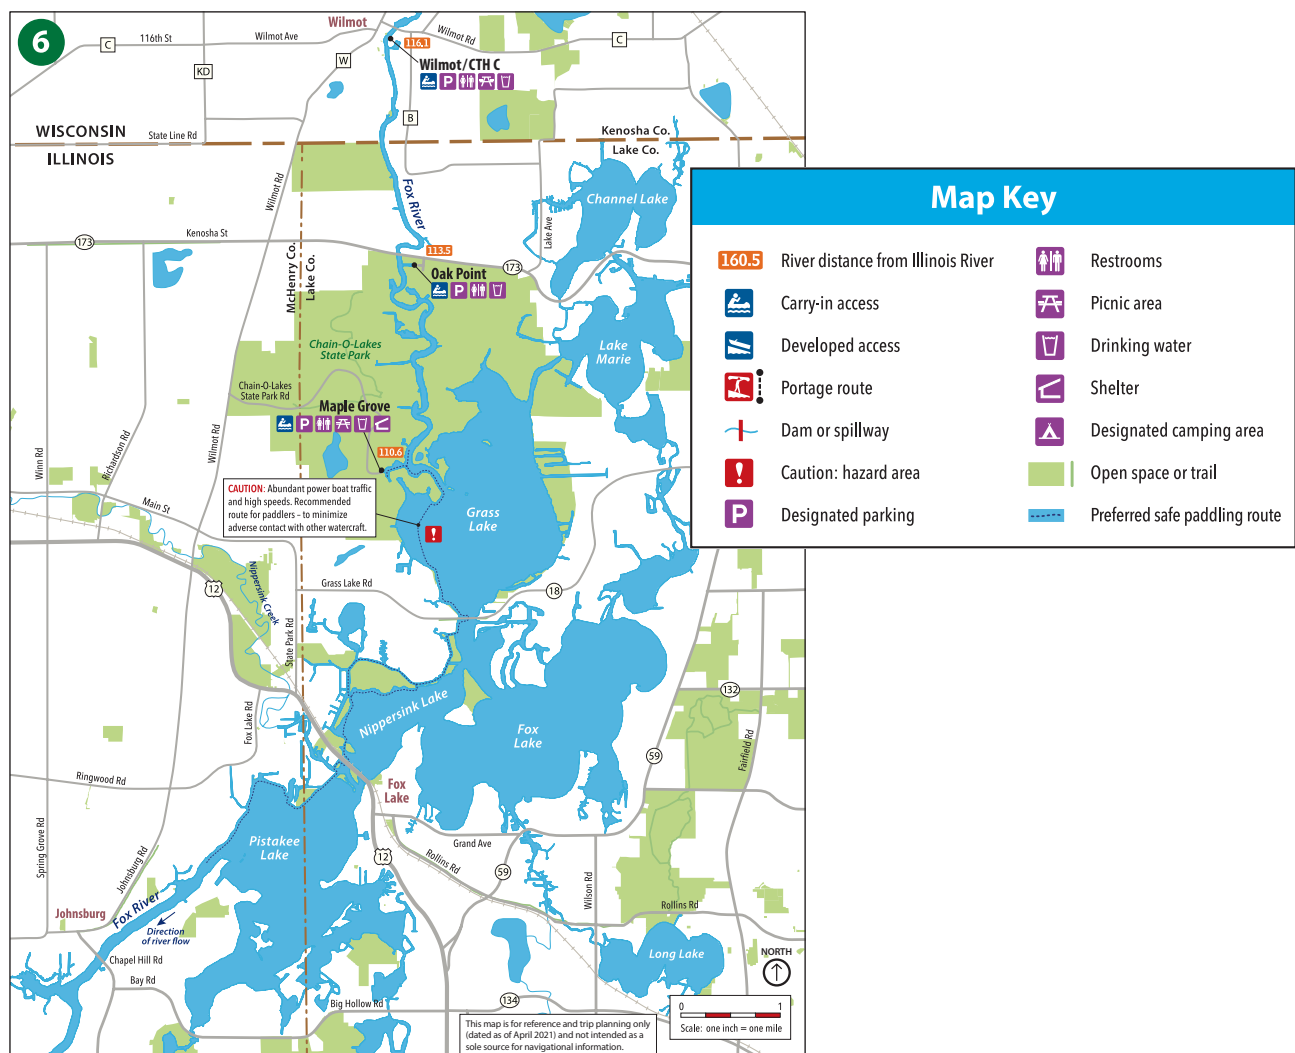 6
Wilmot
116th St
C
Wilmot Ave
Wilmot Rd
C
W
KD
116.1
Wilmot/CTH C
P
B
WISCONSIN
State Line Rd
ILLINOIS
Kenosha Co.
Lake Co.
Wilmot Rd
Fox River
Channel Lake
Lake Ave
173
Kenosha St
113.5
173
McHenry Co.
Lake Co.
Oak Point
P
Chain-O-Lakes
State Park
Lake
Marie
Chain-O-Lakes
State Park Rd
Maple Grove
P
110.6
Winn Rd
Richardson Rd
Wilmot Rd
CAUTION: Abundant power boat traffic
and high speeds. Recommended
route for paddlers – to minimize
adverse contact with other watercraft.
Main St
Grass
Lake
!
12
Nippersink Creek
Grass Lake Rd
18
State Park Rd
132
Nippersink Lake
Fox
Lake
Fox Lake Rd
59
Fairfield Rd
Ringwood Rd
Fox
Lake
Spring Grove Rd
Johnsburg Rd
Pistakee
Lake
12
Grand Ave
Rollins Rd
59
Wilson Rd
Rollins Rd
Johnsburg
Fox River
Direction
of river flow
Chapel Hill Rd
Bay Rd
Long Lake
NORTH
Big Hollow Rd
134
0 1
Scale: one inch = one mile
This map is for reference and trip planning only
(dated as of April 2021) and not intended as a
sole source for navigational information.
Map Key
160.5 River distance from Illinois River
Carry-in access
Developed access
Portage route
Dam or spillway
! Caution: hazard area
P Designated parking
Restrooms
Picnic area
Drinking water
Shelter
Designated camping area
Open space or trail
Preferred safe paddling route